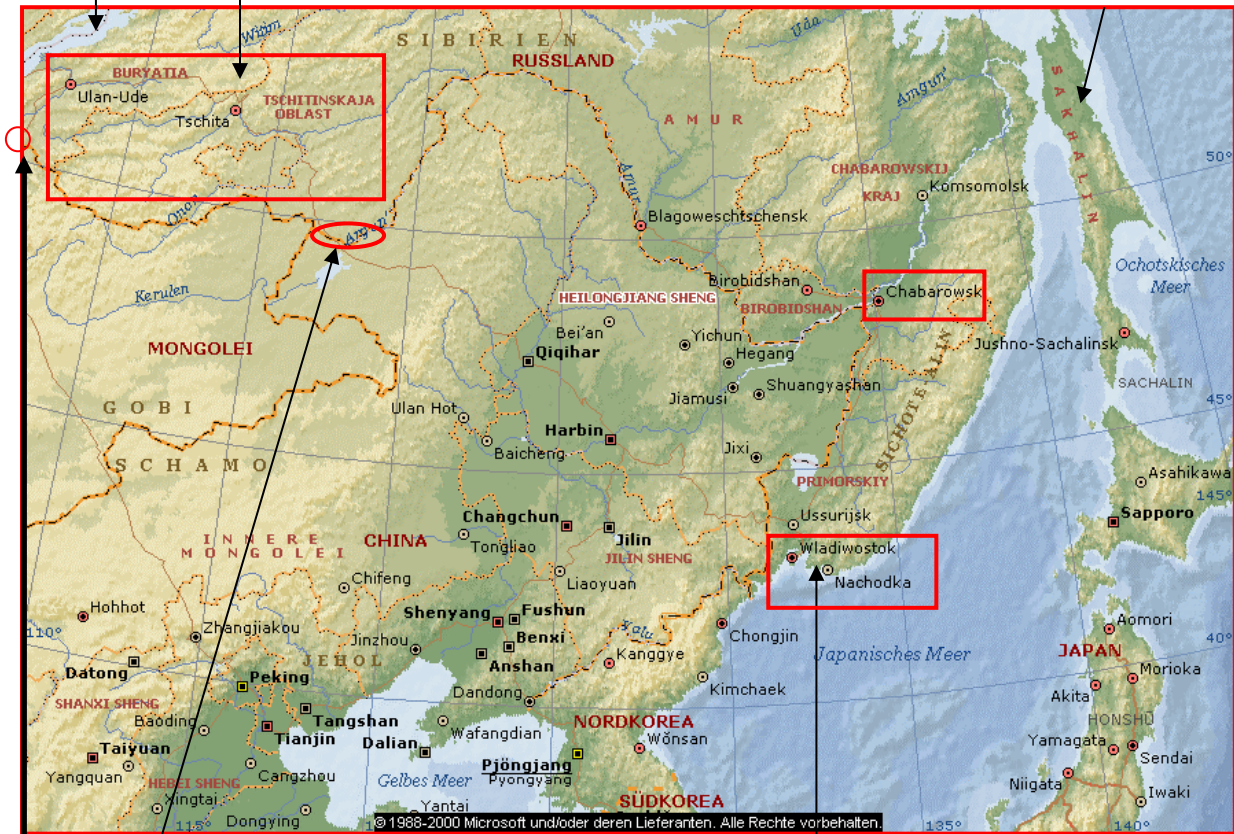 Witim
SIBIRIEN
Uda
RUSSLAND
BURYATIA
Ulan-Ude
TSCHITINSKAJA
OBLAST
Tschita
SAKHALIN
Amgun'
AMUR
50°
CHABAROWSKIJ
KRAJ
Komsomolsk
Onon
Amur
Blagoweschtschensk
Argun'
Ochotskisches
Meer
Kerulen
Birobidshan
Chabarowsk
HEILONGJIANG SHENG
BIROBIDSHAN
Bei'an
Yichun
Jushno-Sachalinsk
MONGOLEI
Qiqihar
Hegang
SICHOTE-ALIN
SACHALIN
Jiamusi
Shuangyashan
45°
GOBI
Ulan Hot
Harbin
Baicheng
Jixi
SCHAMO
Asahikawa
PRIMORSKIY
145°
Changchun
Ussurijsk
Sapporo
INNERE
MONGOLEI
CHINA
Tongliao
Jilin
JILIN SHENG
Wladiwostok
Nachodka
Chifeng
Liaoyuan
Hohhot
Shenyang
Fushun
110°
Zhangjiakou
Yalu
Chongjin
Aomori
40°
Jinzhou
Benxi
Anshan
Kanggye
Japanisches Meer
JAPAN
JEHOL
Datong
Peking
Kimchaek
Morioka
Akita
SHANXI SHENG
Dandong
Baoding
Tangshan
Wafangdian
NORDKOREA
HONSHŪ
Tianjin
Dalian
Wŏnsan
Yamagata
Sendai
Taiyuan
Yangquan
Cangzhou
Gelbes Meer
Pjöngjang
Pyongyang
Niigata
HEBEI SHENG
Iwaki
Xingtai
Dongying
Yantai
SÜDKOREA
115°
© 1988-2000 Microsoft und/oder deren Lieferanten. Alle Rechte vorbehalten.
135°
140°